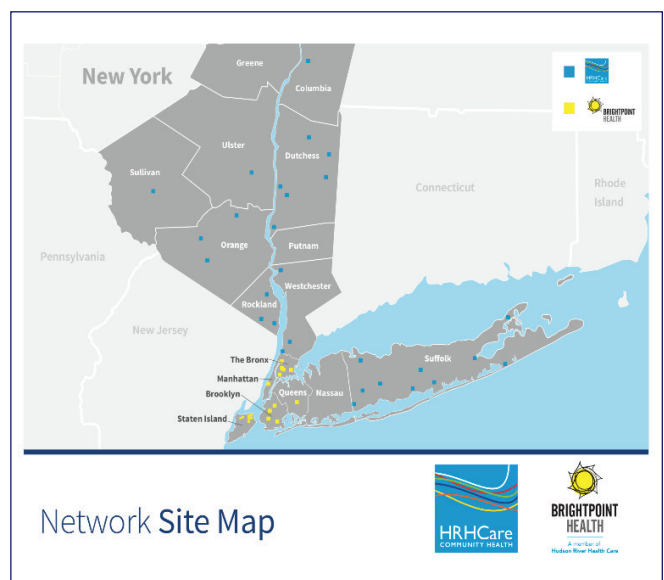 New York
Greene
Columbia
HRHCare
BRIGHTPOINT
HEALTH
Ulster
Dutchess
Sullivan
Connecticut
Rhode
Island
Orange
Putnam
Pennsylvania
Westchester
Rockland
New Jersey
The Bronx
Suffolk
Manhattan
Queens
Nassau
Brooklyn
Staten Island
Network Site Map
HRHCare
COMMUNITY HEALTH
BRIGHTPOINT
HEALTH
A member of
Hudson River Health Care